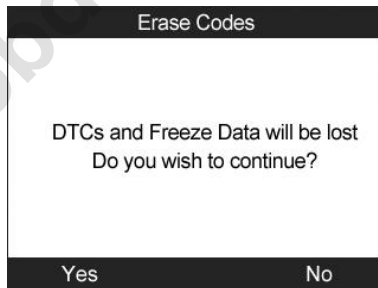 Erase Codes
DTCs and Freeze Data will be lost
Do you wish to continue?
Yes No